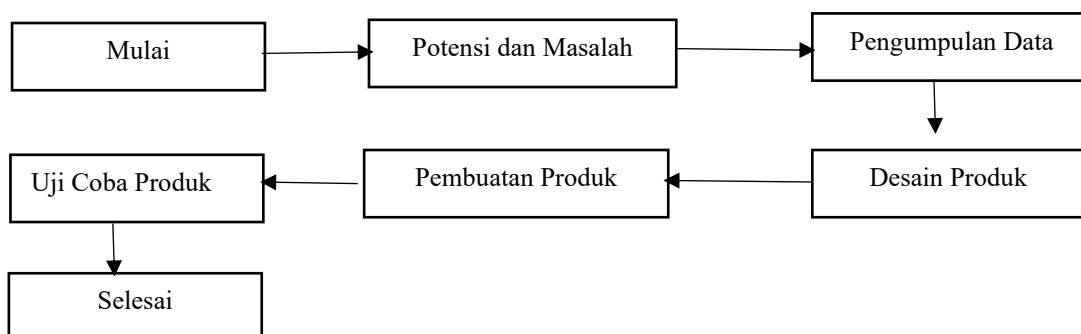 Mulai
Potensi dan Masalah
Pengumpulan Data
Desain Produk
Pembuatan Produk
Uji Coba Produk
Selesai